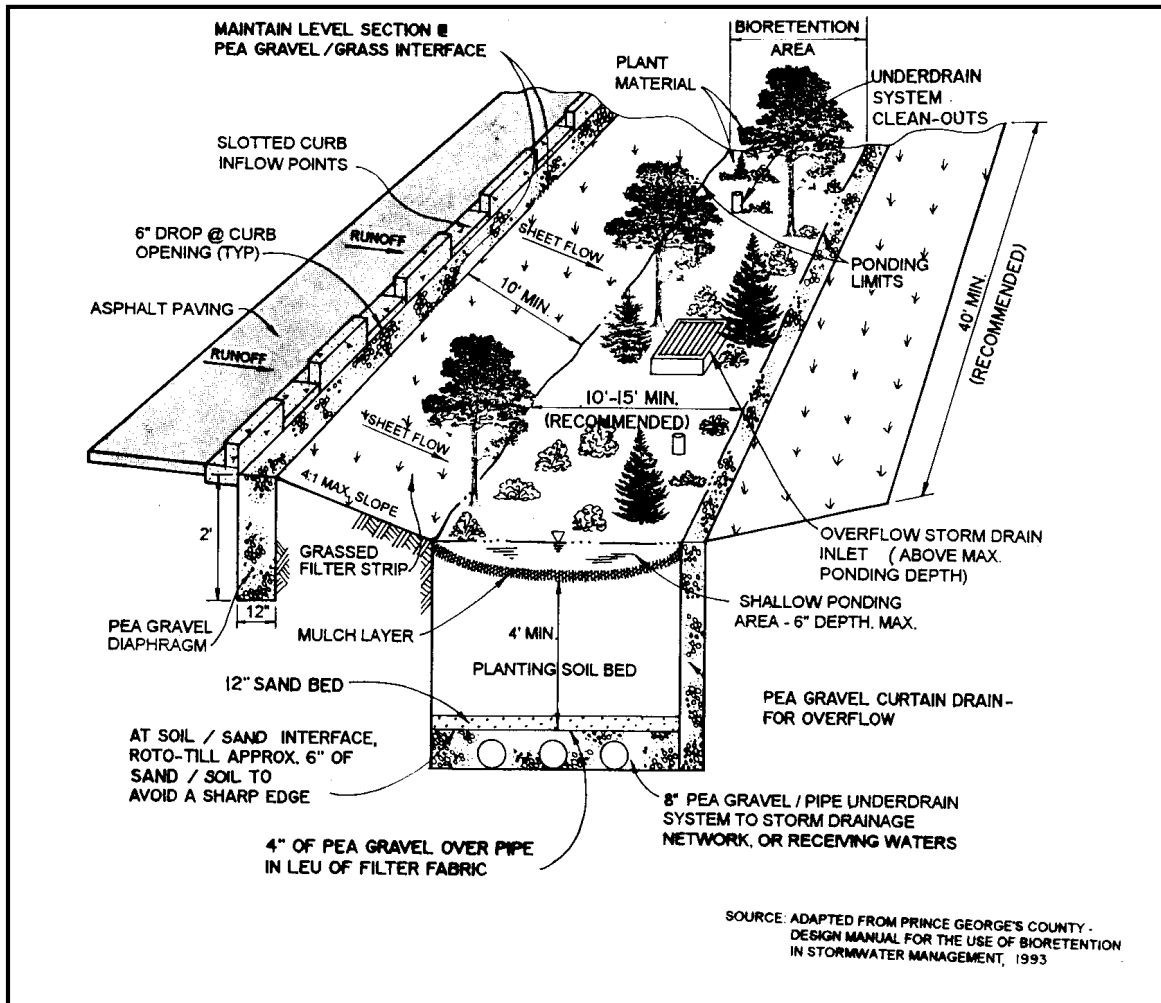 MAINTAIN LEVEL SECTION @
PEA GRAVEL / GRASS INTERFACE
BIORETENTION
AREA
PLANT
MATERIAL
UNDERDRAIN
SYSTEM
CLEAN-OUTS
SLOTTED CURB
INFLOW POINTS
6" DROP @ CURB
OPENING (TYP)
ASPHALT PAVING
RUNOFF
RUNOFF
SHEET FLOW
SHEET FLOW
10' MIN.
PONDING
LIMITS
40' MIN.
(RECOMMENDED)
10'-15' MIN.
(RECOMMENDED)
4:1 MAX. SLOPE
2'
12"
GRASSED
FILTER STRIP
OVERFLOW STORM DRAIN
INLET ( ABOVE MAX.
PONDING DEPTH)
PEA GRAVEL
DIAPHRAGM
MULCH LAYER
4' MIN.
SHALLOW PONDING
AREA - 6" DEPTH. MAX.
PLANTING SOIL BED
12" SAND BED
PEA GRAVEL CURTAIN DRAIN-
FOR OVERFLOW
AT SOIL / SAND INTERFACE,
ROTO-TILL APPROX. 6" OF
SAND / SOIL TO
AVOID A SHARP EDGE
8" PEA GRAVEL / PIPE UNDERDRAIN
SYSTEM TO STORM DRAINAGE
NETWORK, OR RECEIVING WATERS
4" OF PEA GRAVEL OVER PIPE
IN LEU OF FILTER FABRIC
SOURCE: ADAPTED FROM PRINCE GEORGE'S COUNTY -
DESIGN MANUAL FOR THE USE OF BIORETENTION
IN STORMWATER MANAGEMENT, 1993